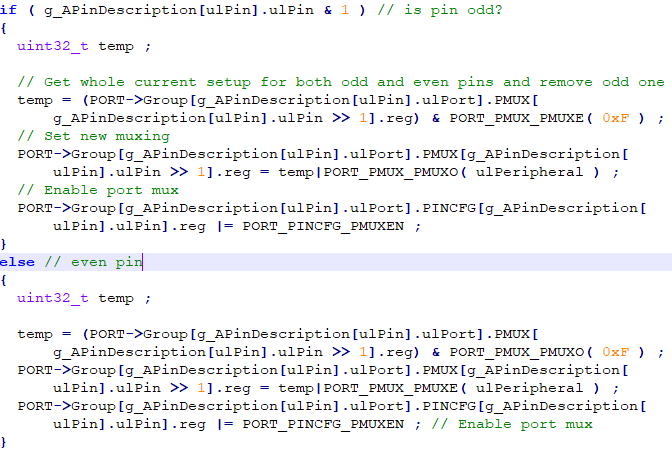 if ( g_APinDescription[ulPin].ulPin & 1 ) // is pin odd?
{
  uint32_t temp ;

  // Get whole current setup for both odd and even pins and remove odd one
  temp = (PORT->Group[g_APinDescription[ulPin].ulPort].PMUX[
      g_APinDescription[ulPin].ulPin >> 1].reg) & PORT_PMUX_PMUXE( 0xF ) ;
  // Set new muxing
  PORT->Group[g_APinDescription[ulPin].ulPort].PMUX[g_APinDescription[
      ulPin].ulPin >> 1].reg = temp|PORT_PMUX_PMUXO( ulPeripheral ) ;
  // Enable port mux
  PORT->Group[g_APinDescription[ulPin].ulPort].PINCFG[g_APinDescription[
      ulPin].ulPin].reg |= PORT_PINCFG_PMUXEN ;
}
else // even pin
{
  uint32_t temp ;

  temp = (PORT->Group[g_APinDescription[ulPin].ulPort].PMUX[
      g_APinDescription[ulPin].ulPin >> 1].reg) & PORT_PMUX_PMUXO( 0xF ) ;
  PORT->Group[g_APinDescription[ulPin].ulPort].PMUX[g_APinDescription[
      ulPin].ulPin >> 1].reg = temp|PORT_PMUX_PMUXE( ulPeripheral ) ;
  PORT->Group[g_APinDescription[ulPin].ulPort].PINCFG[g_APinDescription[
      ulPin].ulPin].reg |= PORT_PINCFG_PMUXEN ; // Enable port mux
}